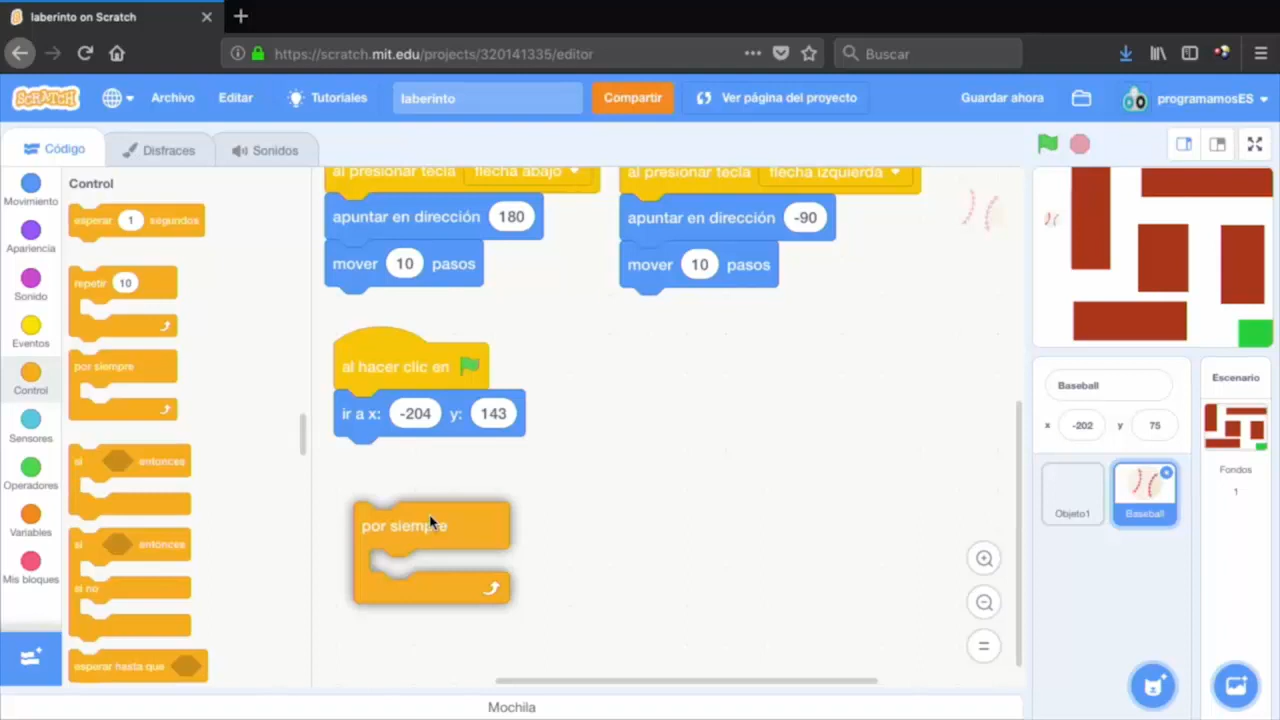 laberinto on Scratch
https://scratch.mit.edu/projects/320141335/editor
Buscar
SCRATCH
Archivo
Editar
Tutoriales
laberinto
Compartir
Ver página del proyecto
Guardar ahora
programamosES
Código
Disfraces
Sonidos
Movimiento
Apariencia
Sonido
Eventos
Control
Sensores
Operadores
Variables
Mis bloques
Control
esperar 1 segundos
repetir 10
por siempre
si entonces
si entonces
si no
esperar hasta que
al presionar tecla flecha abajo
apuntar en dirección 180
mover 10 pasos
al presionar tecla flecha izquierda
apuntar en dirección -90
mover 10 pasos
al hacer clic en
ir a x: -204 y: 143
por siempre
Baseball
x -202 y 75
Objeto1
Baseball
Escenario
Fondos
1
Mochila